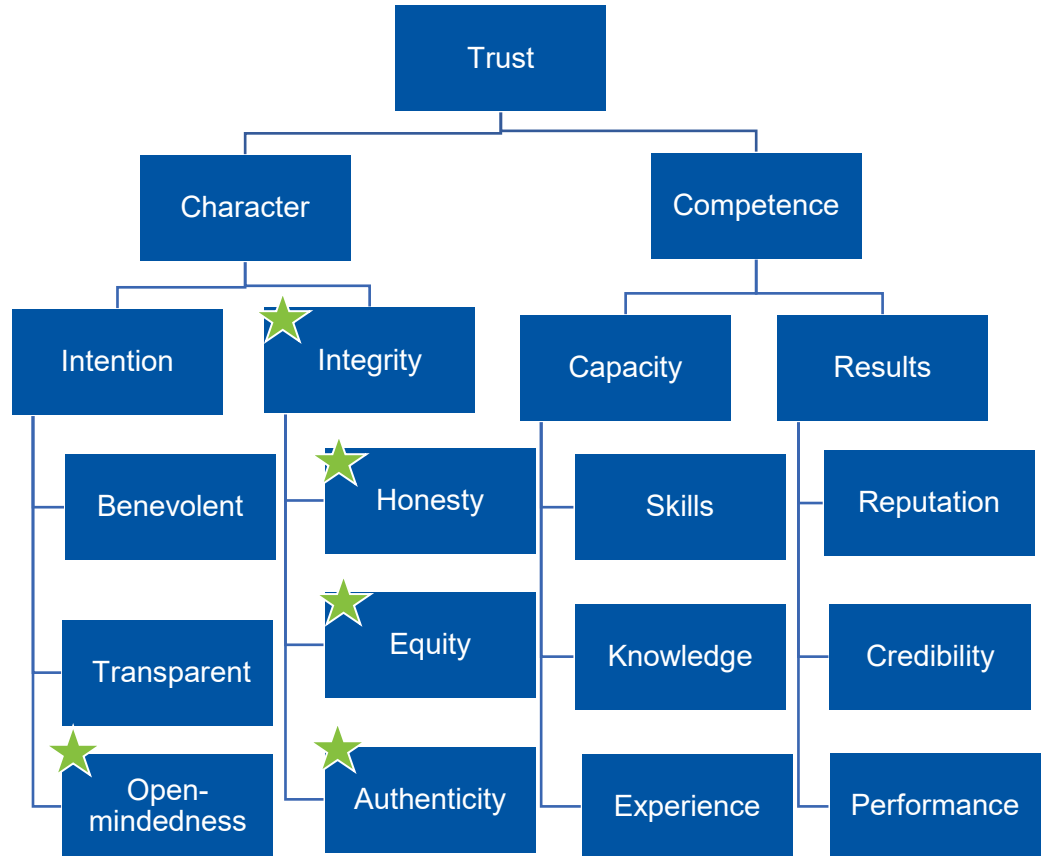 Trust
Character
Competence
Intention
Integrity
Capacity
Results
Benevolent
Honesty
Skills
Reputation
Transparent
Equity
Knowledge
Credibility
Open-
mindedness
Authenticity
Experience
Performance